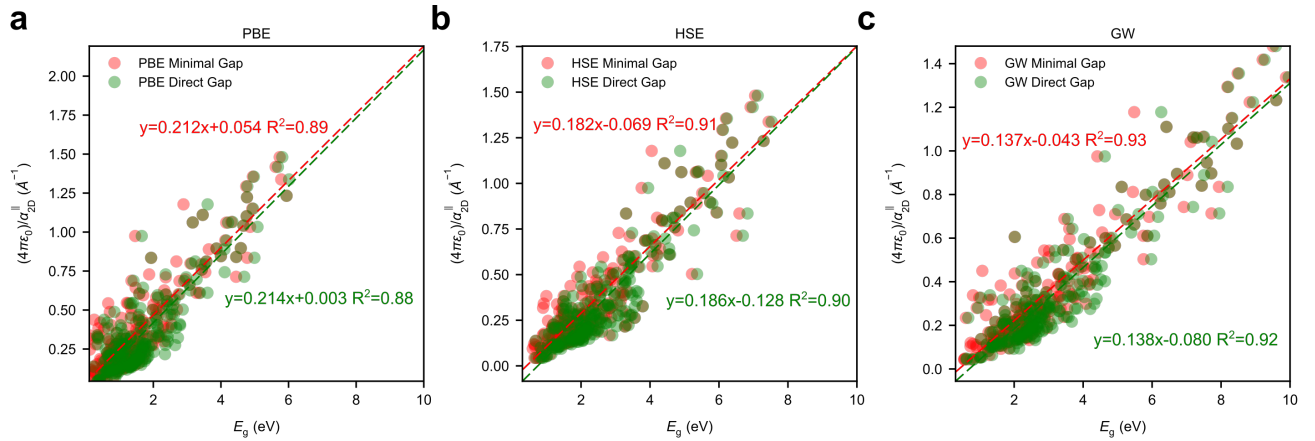 a
PBE
PBE Minimal Gap
PBE Direct Gap
y=0.212x+0.054 R²=0.89
y=0.214x+0.003 R²=0.88
2.00
1.75
1.50
1.25
1.00
0.75
0.50
0.25
(4πε₀)/α∥2D (Å⁻¹)
2 4 6 8 10
Eg (eV)
b
HSE
HSE Minimal Gap
HSE Direct Gap
y=0.182x-0.069 R²=0.91
y=0.186x-0.128 R²=0.90
1.75
1.50
1.25
1.00
0.75
0.50
0.25
0.00
(4πε₀)/α∥2D (Å⁻¹)
2 4 6 8 10
Eg (eV)
c
GW
GW Minimal Gap
GW Direct Gap
y=0.137x-0.043 R²=0.93
y=0.138x-0.080 R²=0.92
1.4
1.2
1.0
0.8
0.6
0.4
0.2
0.0
(4πε₀)/α∥2D (Å⁻¹)
2 4 6 8 10
Eg (eV)